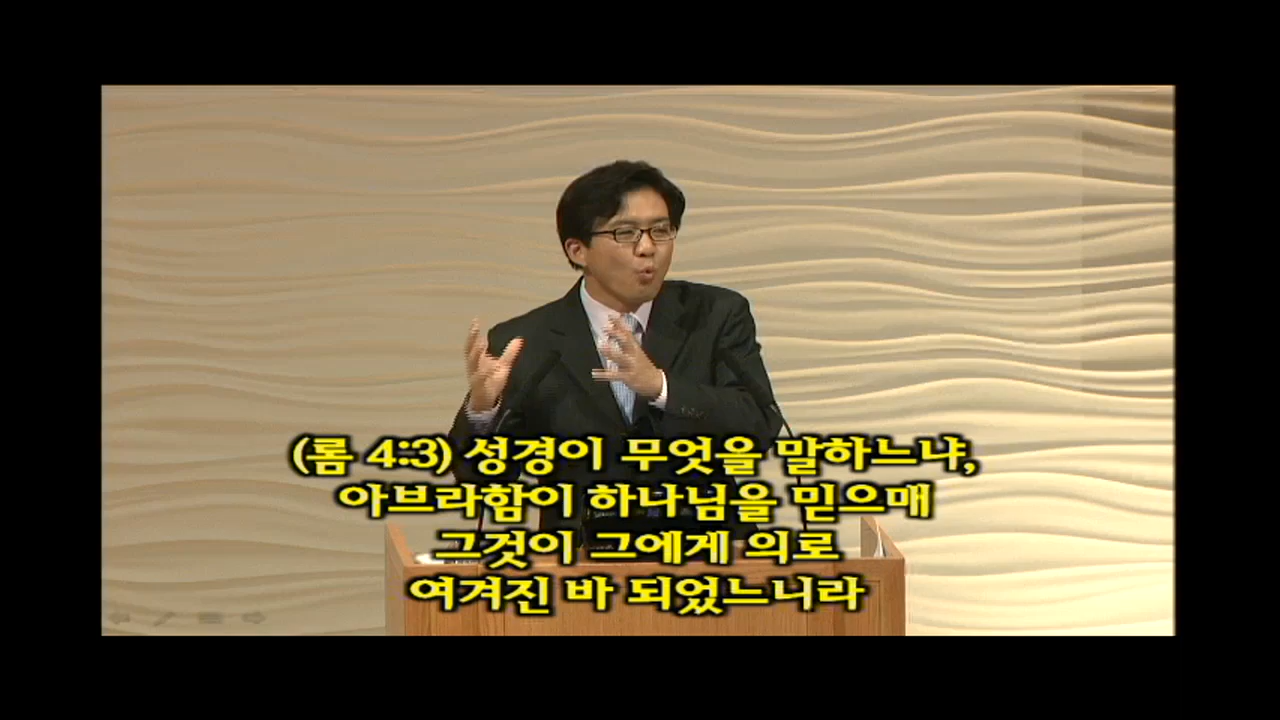 (롬 4:3) 성경이 무엇을 말하느냐,
아브라함이 하나님을 믿으매
그것이 그에게 의로
여겨진 바 되었느니라